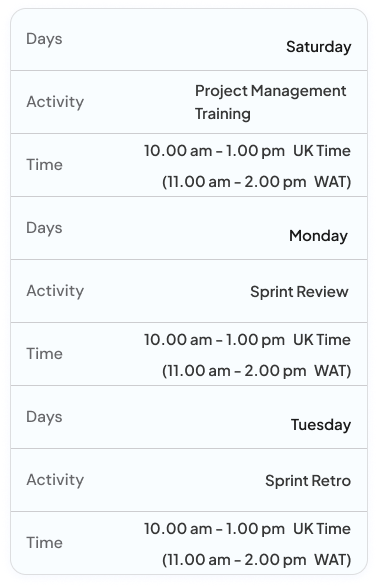 Days
Saturday
Activity
Project Management
Training
Time
10.00 am - 1.00 pm UK Time
(11.00 am - 2.00 pm WAT)
Days
Monday
Activity
Sprint Review
Time
10.00 am - 1.00 pm UK Time
(11.00 am - 2.00 pm WAT)
Days
Tuesday
Activity
Sprint Retro
Time
10.00 am - 1.00 pm UK Time
(11.00 am - 2.00 pm WAT)